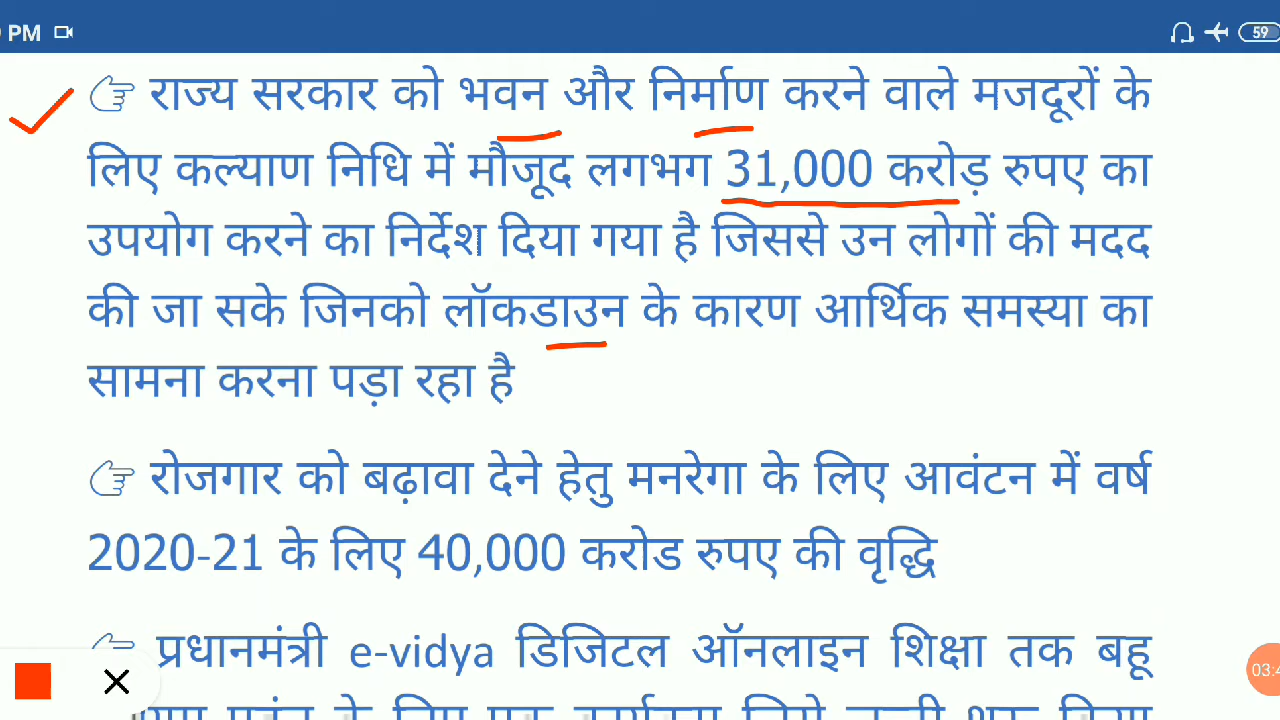 PM 59
राज्य सरकार को भवन और निर्माण करने वाले मजदूरों के
लिए कल्याण निधि में मौजूद लगभग 31,000 करोड़ रुपए का
उपयोग करने का निर्देश दिया गया है जिससे उन लोगों की मदद
की जा सके जिनको लॉकडाउन के कारण आर्थिक समस्या का
सामना करना पड़ा रहा है
रोजगार को बढ़ावा देने हेतु मनरेगा के लिए आवंटन में वर्ष
2020-21 के लिए 40,000 करोड रुपए की वृद्धि
प्रधानमंत्री e-vidya डिजिटल ऑनलाइन शिक्षा तक बहू
03:4